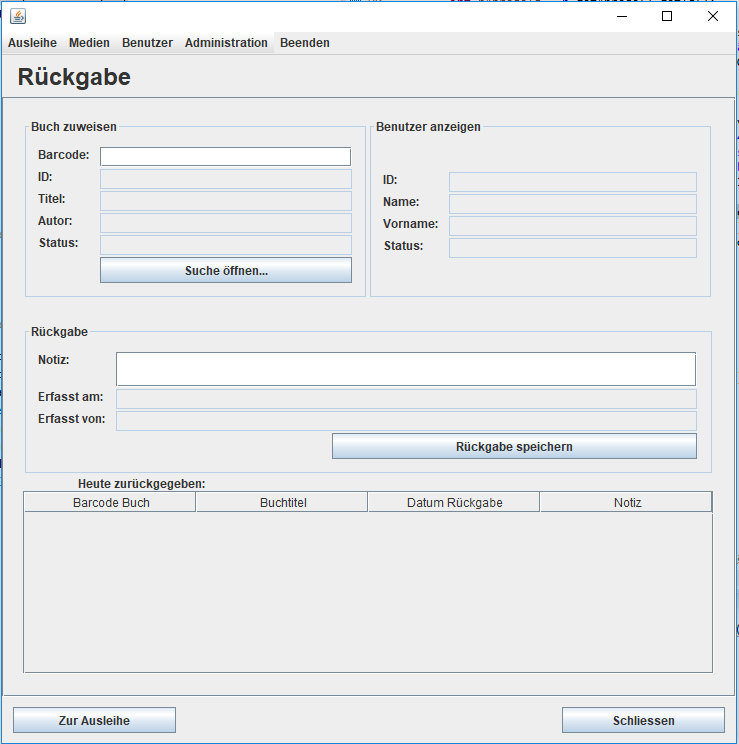 Ausleihe Medien Benutzer Administration Beenden
Rückgabe
Buch zuweisen
Barcode:
ID:
Titel:
Autor:
Status:
Suche öffnen...
Benutzer anzeigen
ID:
Name:
Vorname:
Status:
Rückgabe
Notiz:
Erfasst am:
Erfasst von:
Rückgabe speichern
Heute zurückgegeben:
Barcode Buch Buchtitel Datum Rückgabe Notiz
Zur Ausleihe Schliessen